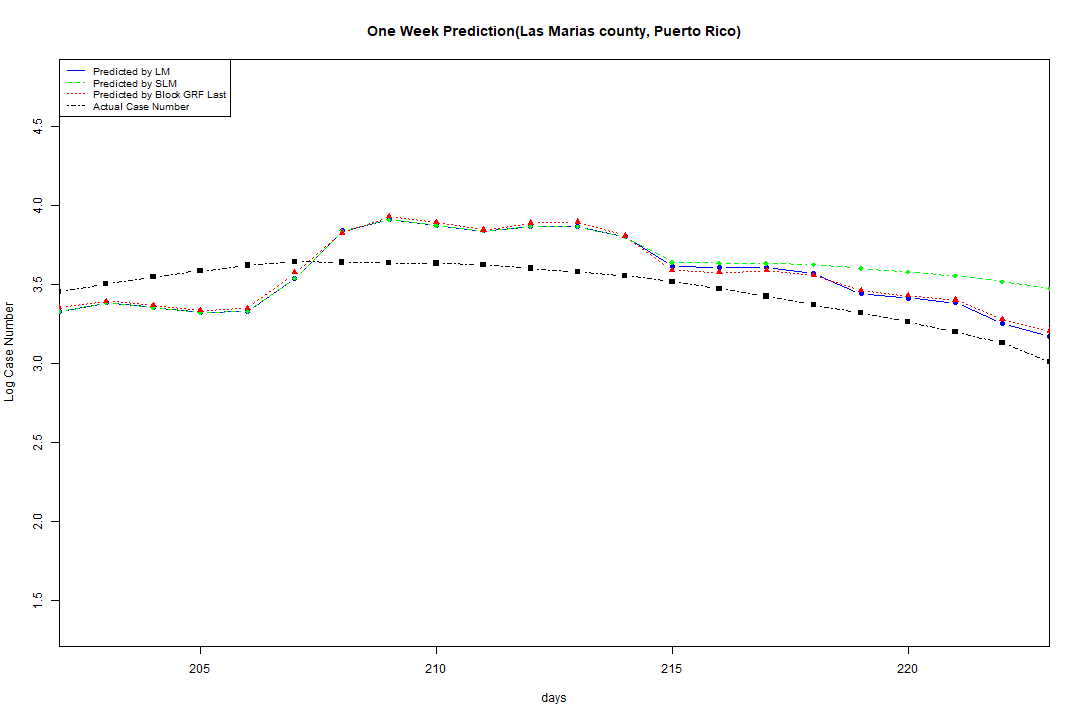 One Week Prediction(Las Marias county, Puerto Rico)
Predicted by LM
Predicted by SLM
Predicted by Block GRF Last
Actual Case Number
Log Case Number
4.5
4.0
3.5
3.0
2.5
2.0
1.5
205 210 215 220
days